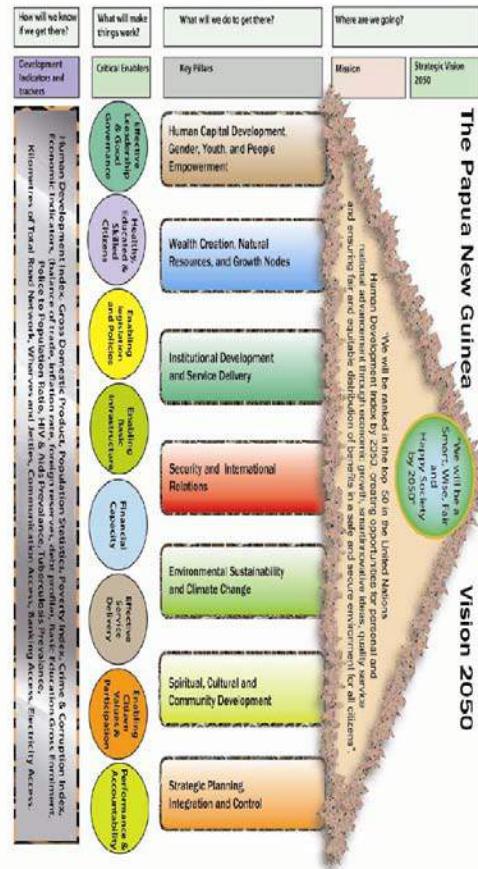 The Papua New Guinea Vision 2050
Where are we going?
Strategic Vision
2050
"We will be a
Smart, Wise, Fair
and
Happy Society
by 2050"
Mission
"We will be ranked in the top 50 in the United Nations
Human Development Index by 2050, creating opportunities for personal and
national advancement through economic growth, smart innovative ideas, quality service
and ensuring fair and equitable distribution of benefits in a safe and secure environment for all citizens".
What will we do to get there?
Key Pillars
Human Capital Development,
Gender, Youth, and People
Empowerment
Wealth Creation, Natural
Resources, and Growth Nodes
Institutional Development
and Service Delivery
Security and International
Relations
Environmental Sustainability
and Climate Change
Spiritual, Cultural and
Community Development
Strategic Planning,
Integration and Control
What will make
things work?
Critical Enablers
Effective
Leadership
& Good
Governance
Healthy,
Educated &
Skilled
Citizens
Enabling
legislation
and Policies
Enabling
Basic
Infrastructure
Financial
Capacity
Effective
Service
Delivery
Enabling
Citizen
Values &
Participation
Performance &
Accountability
How will we know
if we get there?
Development
Indicators and
trackers
Human Development Index, Gross Domestic Product, Population Statistics, Poverty Index, Crime & Corruption Index,
Economic Indicators, (balance of trade, inflation rate, foreign reserves, debt profile), Basic Education Gross Enrolment,
Police to Population Ratio, HIV & Aids Prevalance, Tuberculosis Prevalance,
Kilometres of Total Road Network, Wharves and Jetties, Communication Access, Banking Access, Electricity Access.